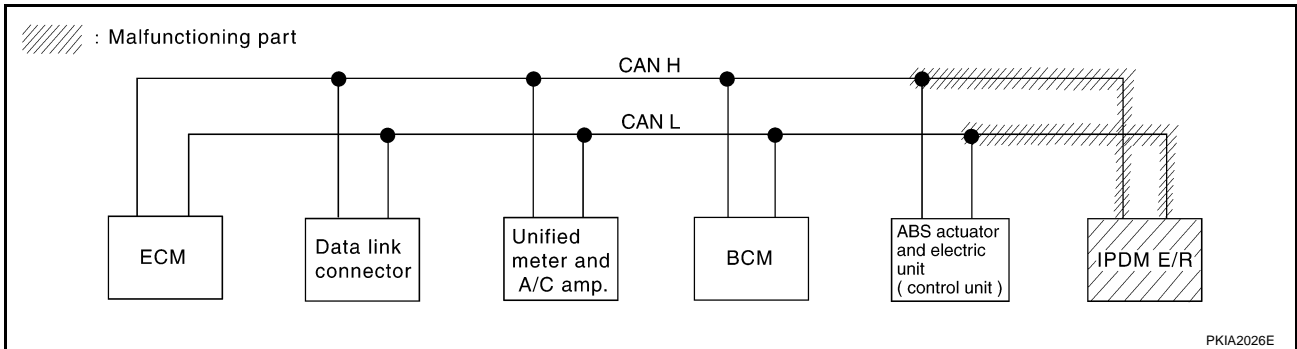 : Malfunctioning part
CAN H
CAN L
ECM
Data link
connector
Unified
meter and
A/C amp.
BCM
ABS actuator
and electric
unit
( control unit )
IPDM E/R
PKIA2026E